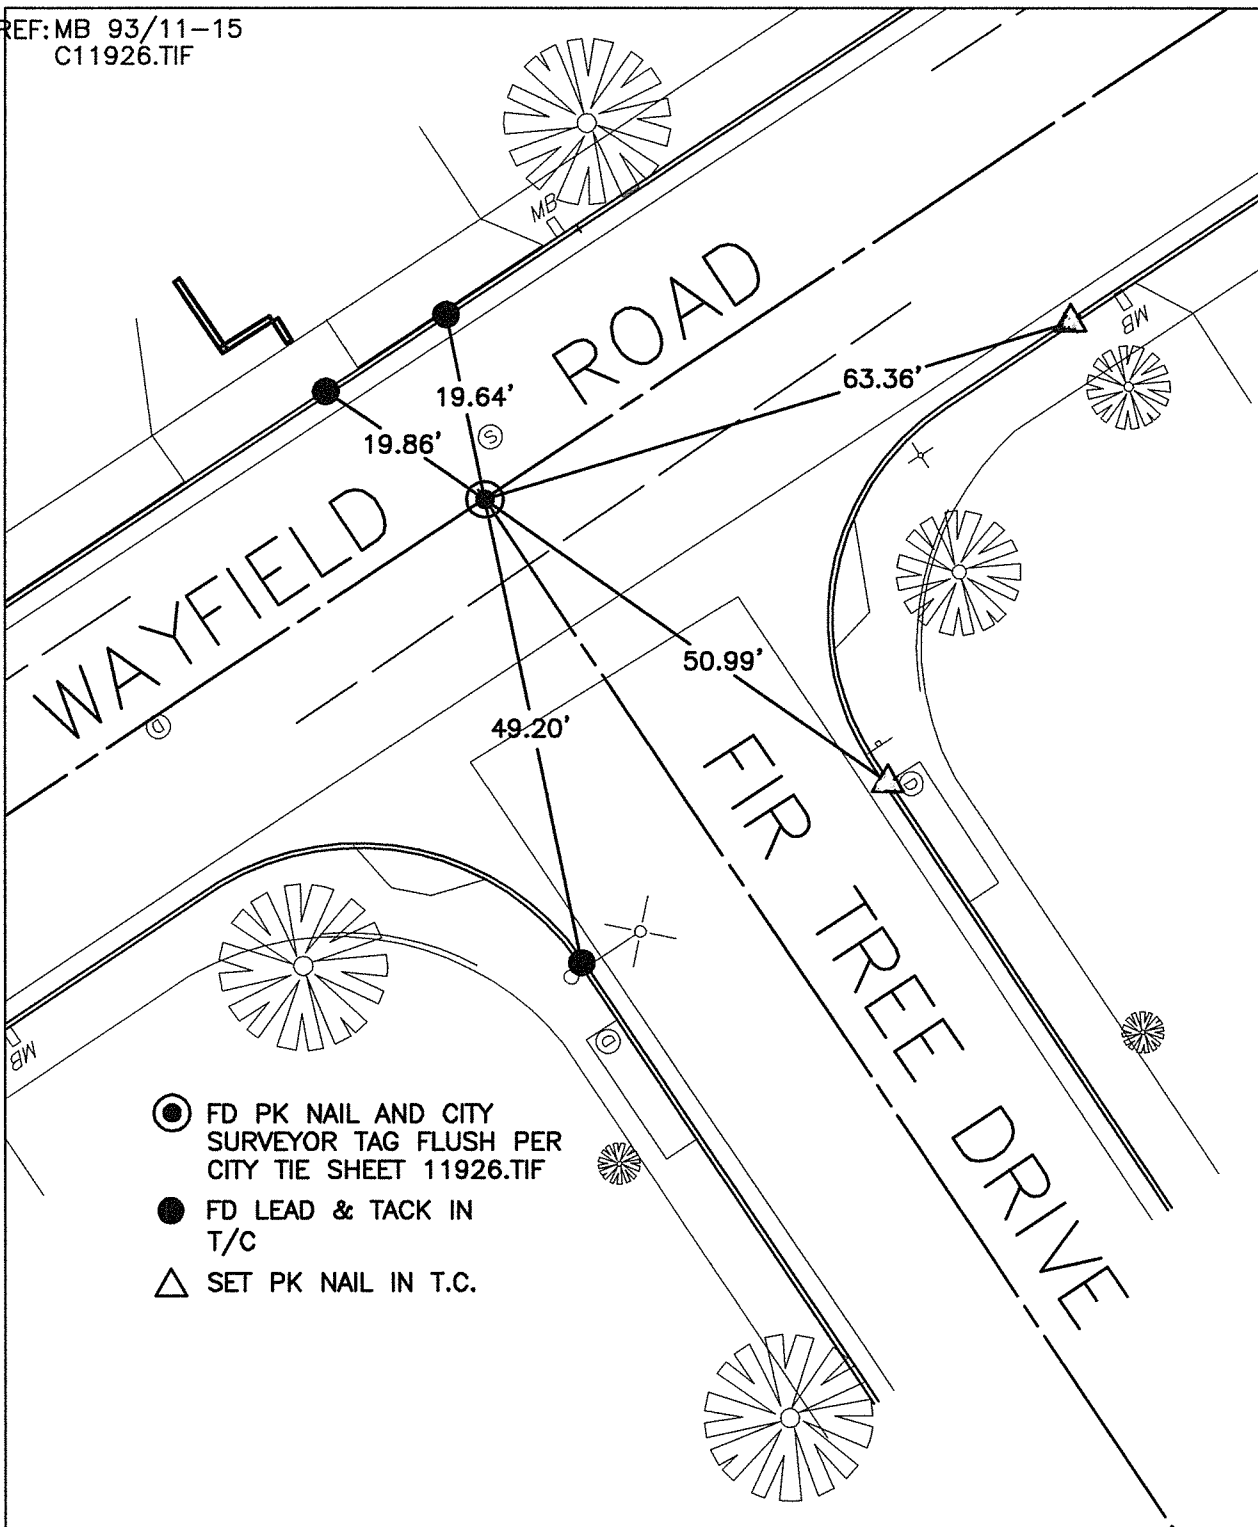 REF: MB 93/11-15
C11926.TIF
MB
ROAD
MB
19.64'
63.36'
S
19.86'
WAYFIELD
50.99'
49.20'
D
D
FIR TREE DRIVE
MB
D
FD PK NAIL AND CITY
SURVEYOR TAG FLUSH PER
CITY TIE SHEET 11926.TIF
FD LEAD & TACK IN
T/C
SET PK NAIL IN T.C.